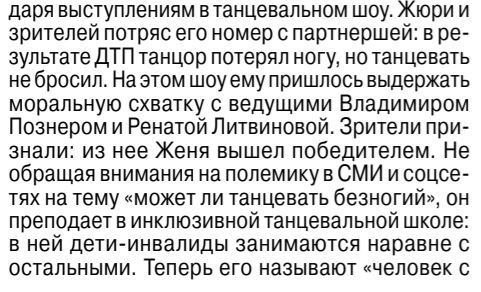 даря выступлениям в танцевальном шоу. Жюри и
зрителей потряс его номер с партнершей: в ре-
зультате ДТП танцор потерял ногу, но танцевать
не бросил. На этом шоу ему пришлось выдержать
моральную схватку с ведущими Владимиром
Познером и Ренатой Литвиновой. Зрители при-
знали: из нее Женя вышел победителем. Не
обращая внимания на полемику в СМИ и соцсе-
тях на тему «может ли танцевать безногий», он
преподает в инклюзивной танцевальной школе:
в ней дети-инвалиды занимаются наравне с
остальными. Теперь его называют «человек с